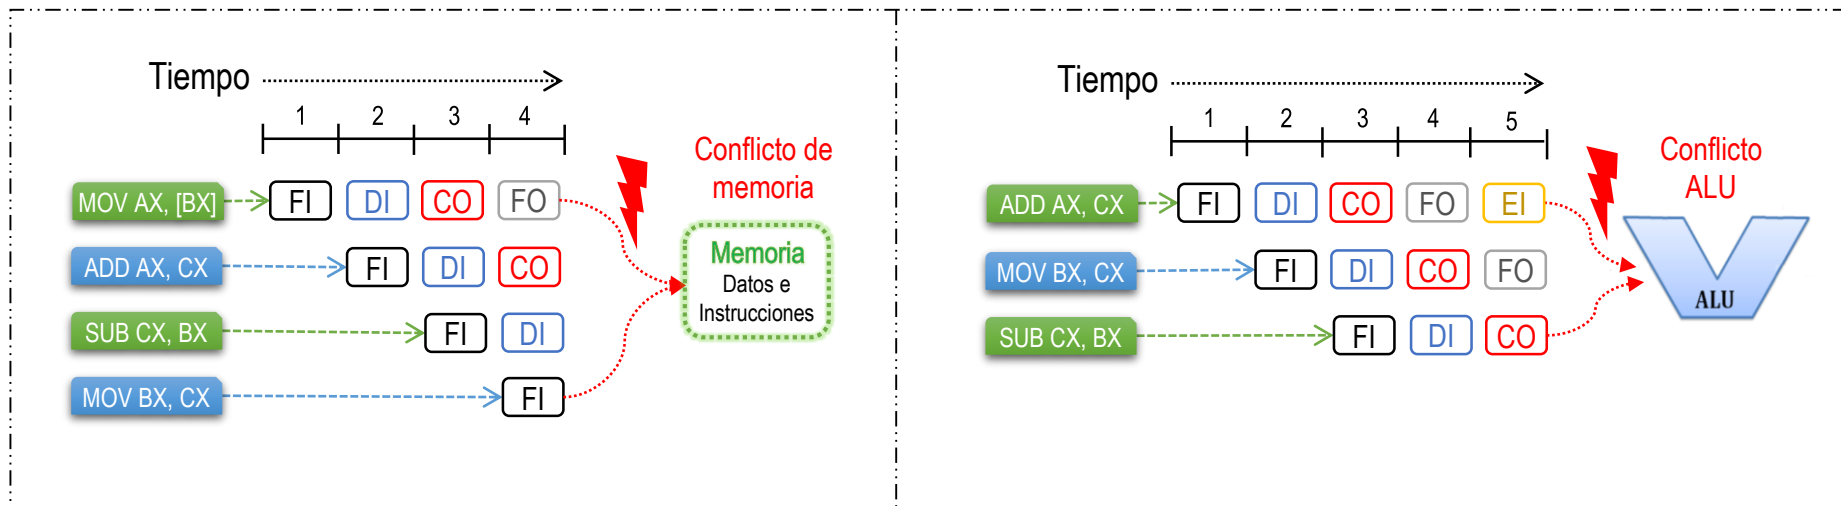 Tiempo
1 2 3 4
MOV AX, [BX] FI DI CO FO
ADD AX, CX FI DI CO
SUB CX, BX FI DI
MOV BX, CX FI
Conflicto de
memoria
Memoria
Datos e
Instrucciones
Tiempo
1 2 3 4 5
ADD AX, CX FI DI CO FO EI
MOV BX, CX FI DI CO FO
SUB CX, BX FI DI CO
Conflicto
ALU
ALU